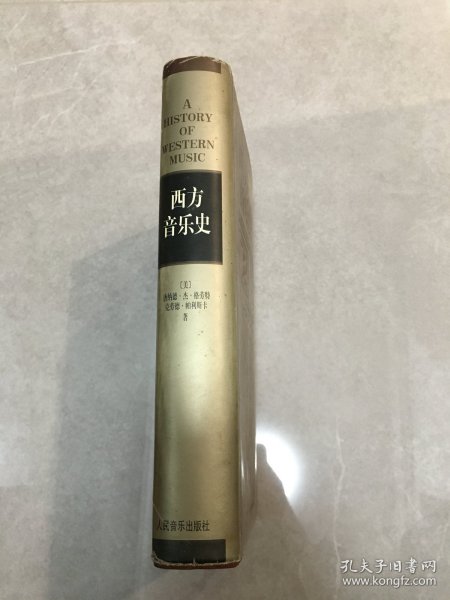 A
HISTORY
OF
WESTERN
MUSIC
西方
音乐史
〔美〕
唐纳德·杰·格劳特
克劳德·帕利斯卡
著
人民音乐出版社
孔夫子旧书网
www.kongfz.com